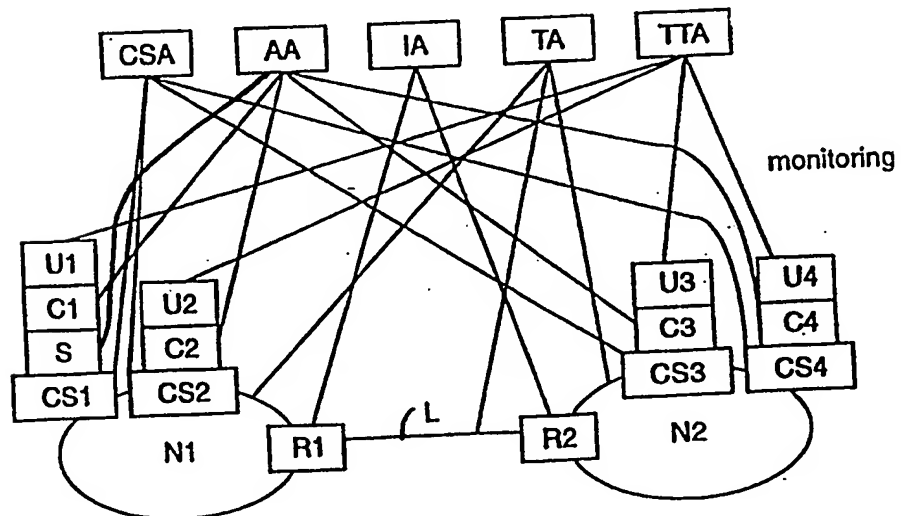 CSA AA IA TA TTA
monitoring
U1
C1
S
CS1
U2
C2
CS2
U3
C3
CS3
U4
C4
CS4
N1
R1
L
R2
N2